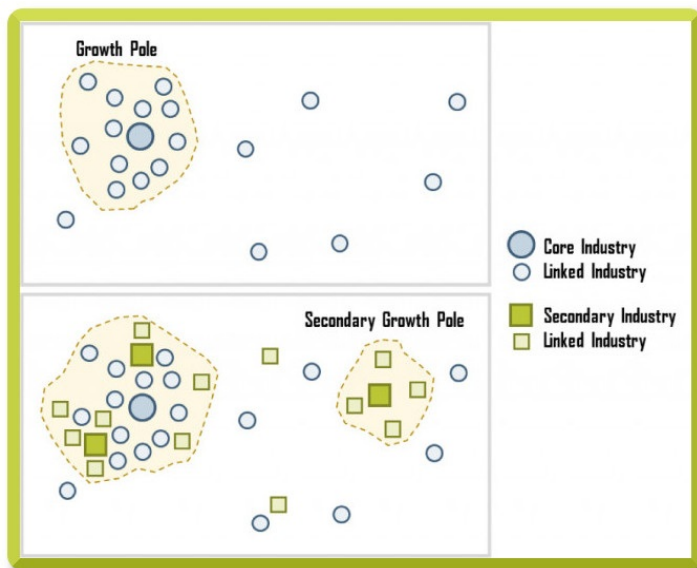 Growth Pole
Core Industry
Linked Industry
Secondary Growth Pole
Secondary Industry
Linked Industry